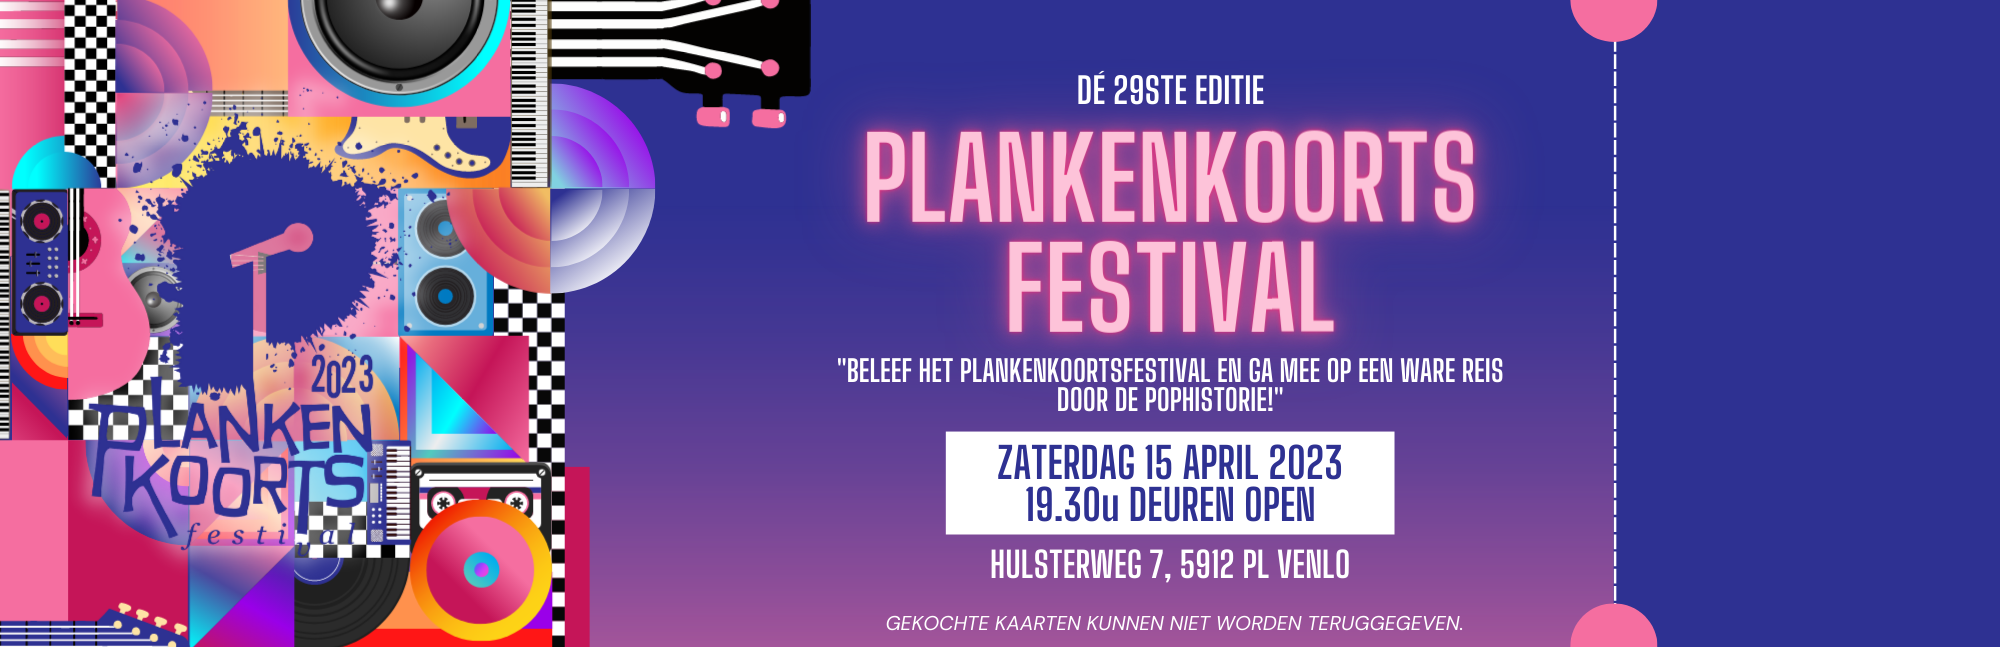 2023
PLANKEN
KOORTS
festival
DÉ 29STE EDITIE
PLANKENKOORTS
FESTIVAL
"BELEEF HET PLANKENKOORTSFESTIVAL EN GA MEE OP EEN WARE REIS
DOOR DE POPHISTORIE!"
ZATERDAG 15 APRIL 2023
19.30u DEUREN OPEN
HULSTERWEG 7, 5912 PL VENLO
GEKOCHTE KAARTEN KUNNEN NIET WORDEN TERUGGEGEVEN.